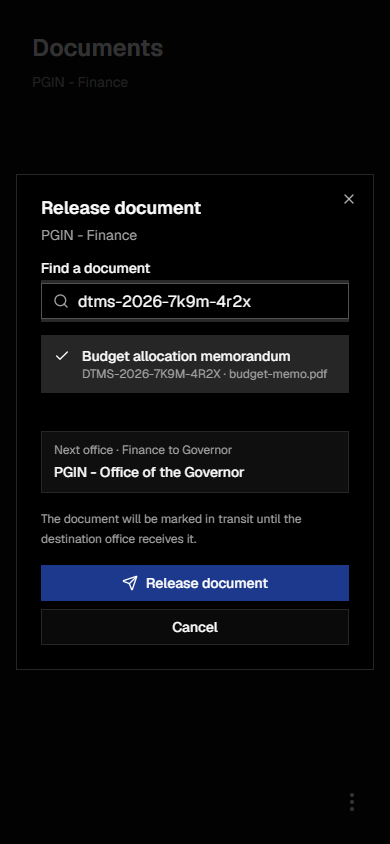 Documents
PGIN - Finance
Release document
PGIN - Finance
Find a document
dtms-2026-7k9m-4r2x
Budget allocation memorandum
DTMS-2026-7K9M-4R2X · budget-memo.pdf
Next office · Finance to Governor
PGIN - Office of the Governor
The document will be marked in transit until the
destination office receives it.
Release document
Cancel